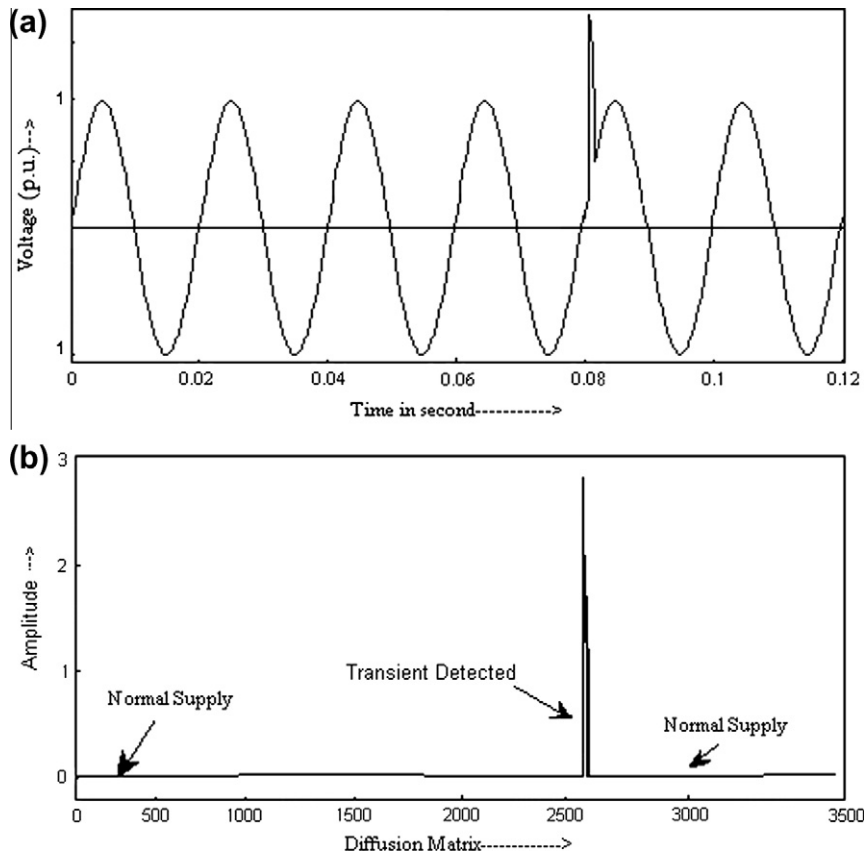 (a)
Voltage (p.u.)--->
1
1
0 0.02 0.04 0.06 0.08 0.1 0.12
Time in second------------>
(b)
Amplitude --->
3
2
1
0
Normal Supply
Transient Detected
Normal Supply
0 500 1000 1500 2000 2500 3000 3500
Diffusion Matrix------------->